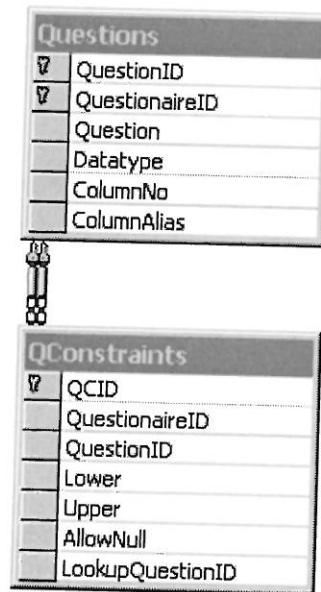 Questions
QuestionID
QuestionaireID
Question
Datatype
ColumnNo
ColumnAlias
QConstraints
QCID
QuestionaireID
QuestionID
Lower
Upper
AllowNull
LookupQuestionID